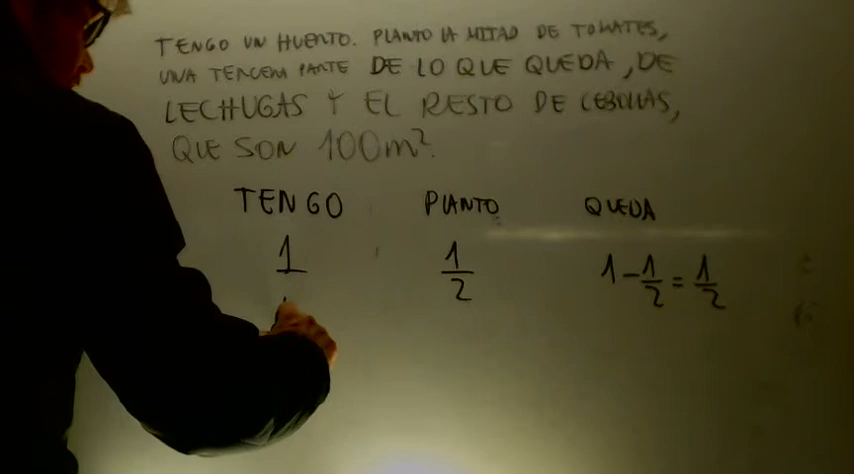 TENGO UN HUERTO. PLANTO LA MITAD DE TOMATES,
UNA TERCERA PARTE DE LO QUE QUEDA, DE
LECHUGAS Y EL RESTO DE CEBOLLAS,
QUE SON 100m².
TENGO PLANTO QUEDA
1 1/2 1-1/2=1/2